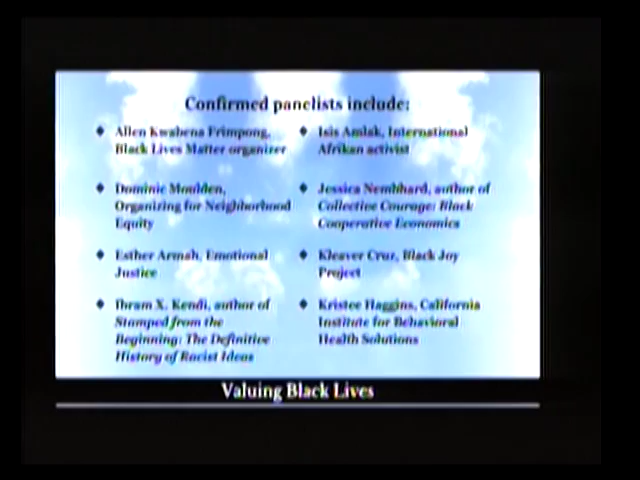 Confirmed panelists include:
Allen Kwabena Frimpong,
Black Lives Matter organizer
Dominic Moulden,
Organizing for Neighborhood
Equity
Esther Armah, Emotional
Justice
Ibram X. Kendi, author of
Stamped from the
Beginning: The Definitive
History of Racist Ideas
Isis Amlak, International
Afrikan activist
Jessica Nembhard, author of
Collective Courage: Black
Cooperative Economics
Kleaver Cruz, Black Joy
Project
Kristee Haggins, California
Institute for Behavioral
Health Solutions
Valuing Black Lives